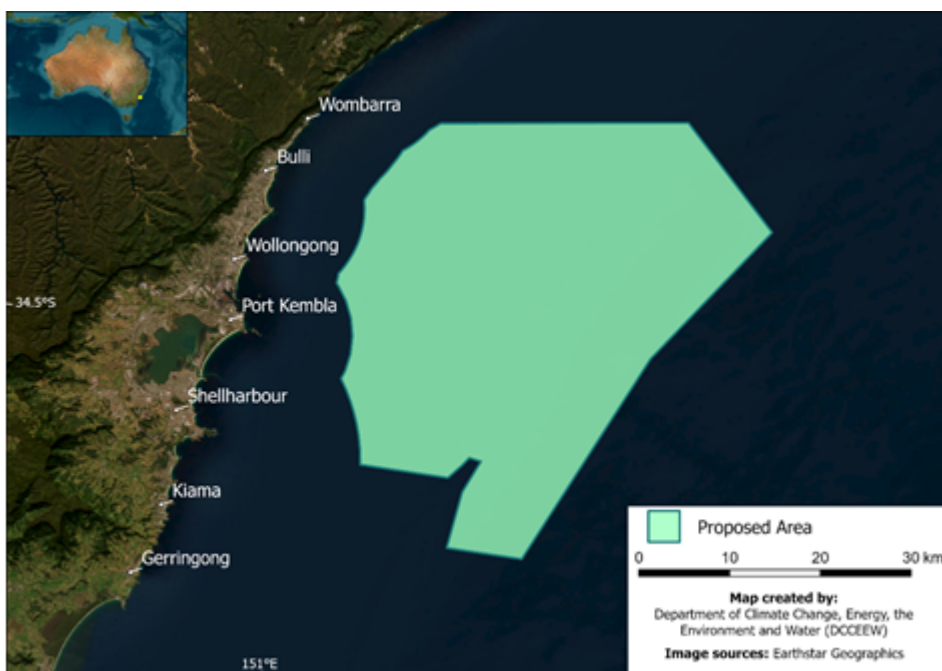 Wombarra
Bulli
Wollongong
34.5°S
Port Kembla
Shellharbour
Kiama
Gerringong
151°E
Proposed Area
0 10 20 30 km
Map created by:
Department of Climate Change, Energy, the
Environment and Water (DCCEEW)
Image sources: Earthstar Geographics